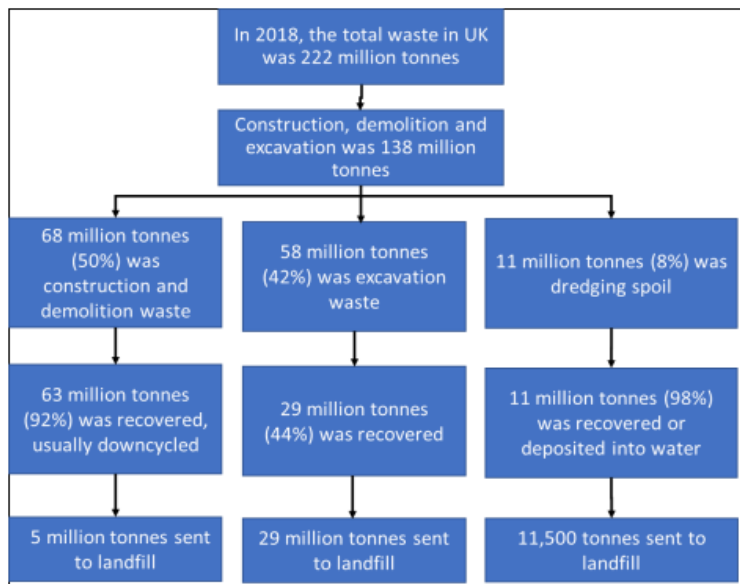 In 2018, the total waste in UK
was 222 million tonnes
Construction, demolition and
excavation was 138 million
tonnes
68 million tonnes
(50%) was
construction and
demolition waste
58 million tonnes
(42%) was excavation
waste
11 million tonnes (8%) was
dredging spoil
63 million tonnes
(92%) was recovered,
usually downcycled
29 million tonnes
(44%) was recovered
11 million tonnes (98%)
was recovered or
deposited into water
5 million tonnes sent
to landfill
29 million tonnes sent
to landfill
11,500 tonnes sent to
landfill